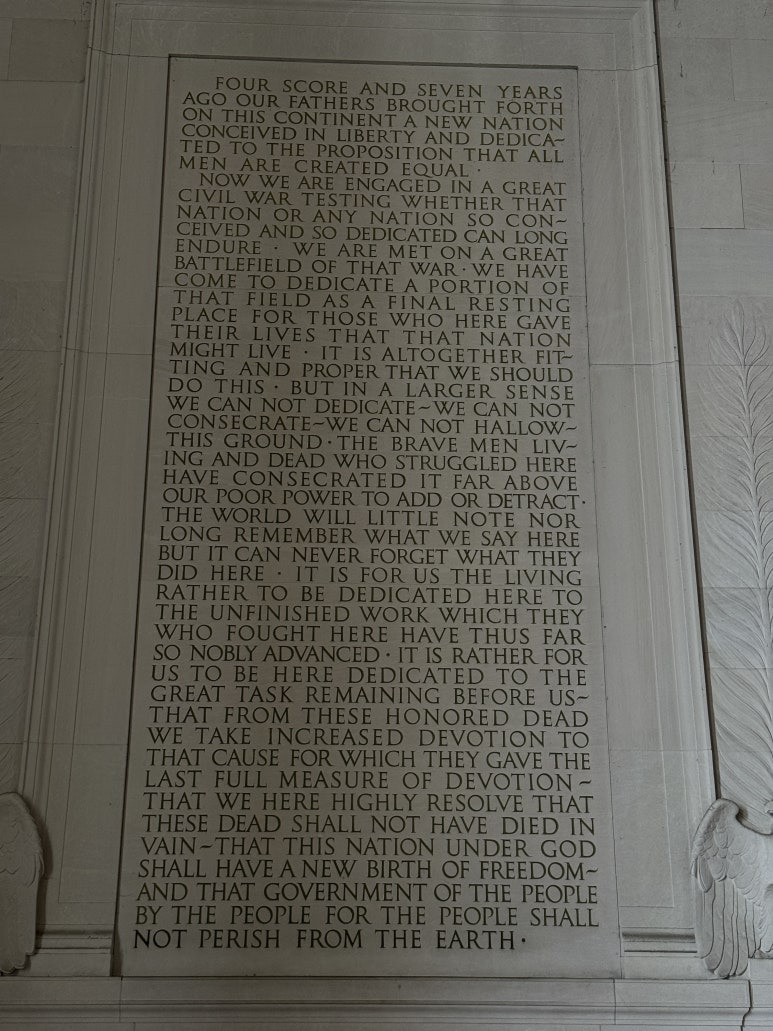 FOUR SCORE AND SEVEN YEARS
AGO OUR FATHERS BROUGHT FORTH
ON THIS CONTINENT A NEW NATION
CONCEIVED IN LIBERTY AND DEDICA~
TED TO THE PROPOSITION THAT ALL
MEN ARE CREATED EQUAL ·
NOW WE ARE ENGAGED IN A GREAT
CIVIL WAR TESTING WHETHER THAT
NATION OR ANY NATION SO CON~
CEIVED AND SO DEDICATED CAN LONG
ENDURE · WE ARE MET ON A GREAT
BATTLEFIELD OF THAT WAR · WE HAVE
COME TO DEDICATE A PORTION OF
THAT FIELD AS A FINAL RESTING
PLACE FOR THOSE WHO HERE GAVE
THEIR LIVES THAT THAT NATION
MIGHT LIVE · IT IS ALTOGETHER FIT~
TING AND PROPER THAT WE SHOULD
DO THIS · BUT IN A LARGER SENSE
WE CAN NOT DEDICATE~WE CAN NOT
CONSECRATE~WE CAN NOT HALLOW~
THIS GROUND · THE BRAVE MEN LIV~
ING AND DEAD WHO STRUGGLED HERE
HAVE CONSECRATED IT FAR ABOVE
OUR POOR POWER TO ADD OR DETRACT ·
THE WORLD WILL LITTLE NOTE NOR
LONG REMEMBER WHAT WE SAY HERE
BUT IT CAN NEVER FORGET WHAT THEY
DID HERE · IT IS FOR US THE LIVING
RATHER TO BE DEDICATED HERE TO
THE UNFINISHED WORK WHICH THEY
WHO FOUGHT HERE HAVE THUS FAR
SO NOBLY ADVANCED · IT IS RATHER FOR
US TO BE HERE DEDICATED TO THE
GREAT TASK REMAINING BEFORE US~
THAT FROM THESE HONORED DEAD
WE TAKE INCREASED DEVOTION TO
THAT CAUSE FOR WHICH THEY GAVE THE
LAST FULL MEASURE OF DEVOTION ~
THAT WE HERE HIGHLY RESOLVE THAT
THESE DEAD SHALL NOT HAVE DIED IN
VAIN~THAT THIS NATION UNDER GOD
SHALL HAVE A NEW BIRTH OF FREEDOM~
AND THAT GOVERNMENT OF THE PEOPLE
BY THE PEOPLE FOR THE PEOPLE SHALL
NOT PERISH FROM THE EARTH ·